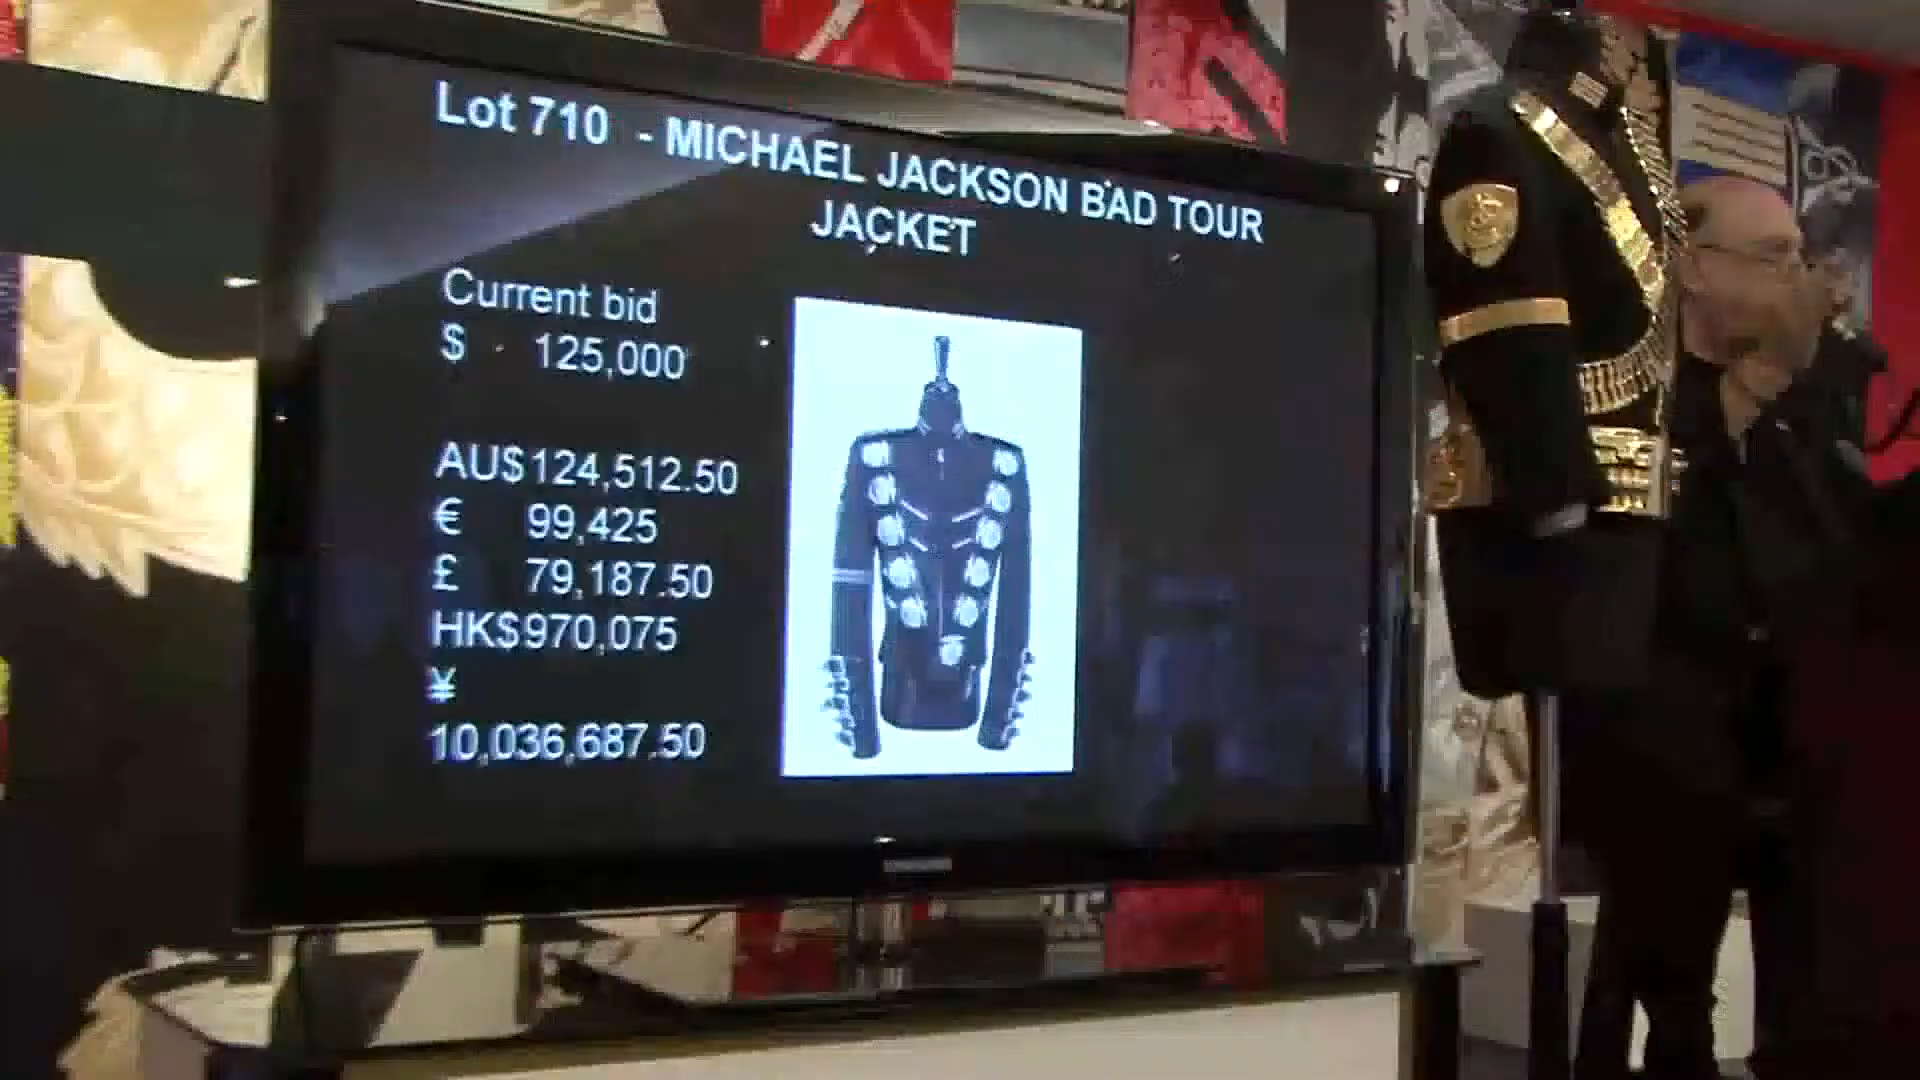 Lot 710 - MICHAEL JACKSON BAD TOUR
JACKET
Current bid
$ 125,000
AU$124,512.50
€ 99,425
£ 79,187.50
HK$970,075
¥
10,036,687.50